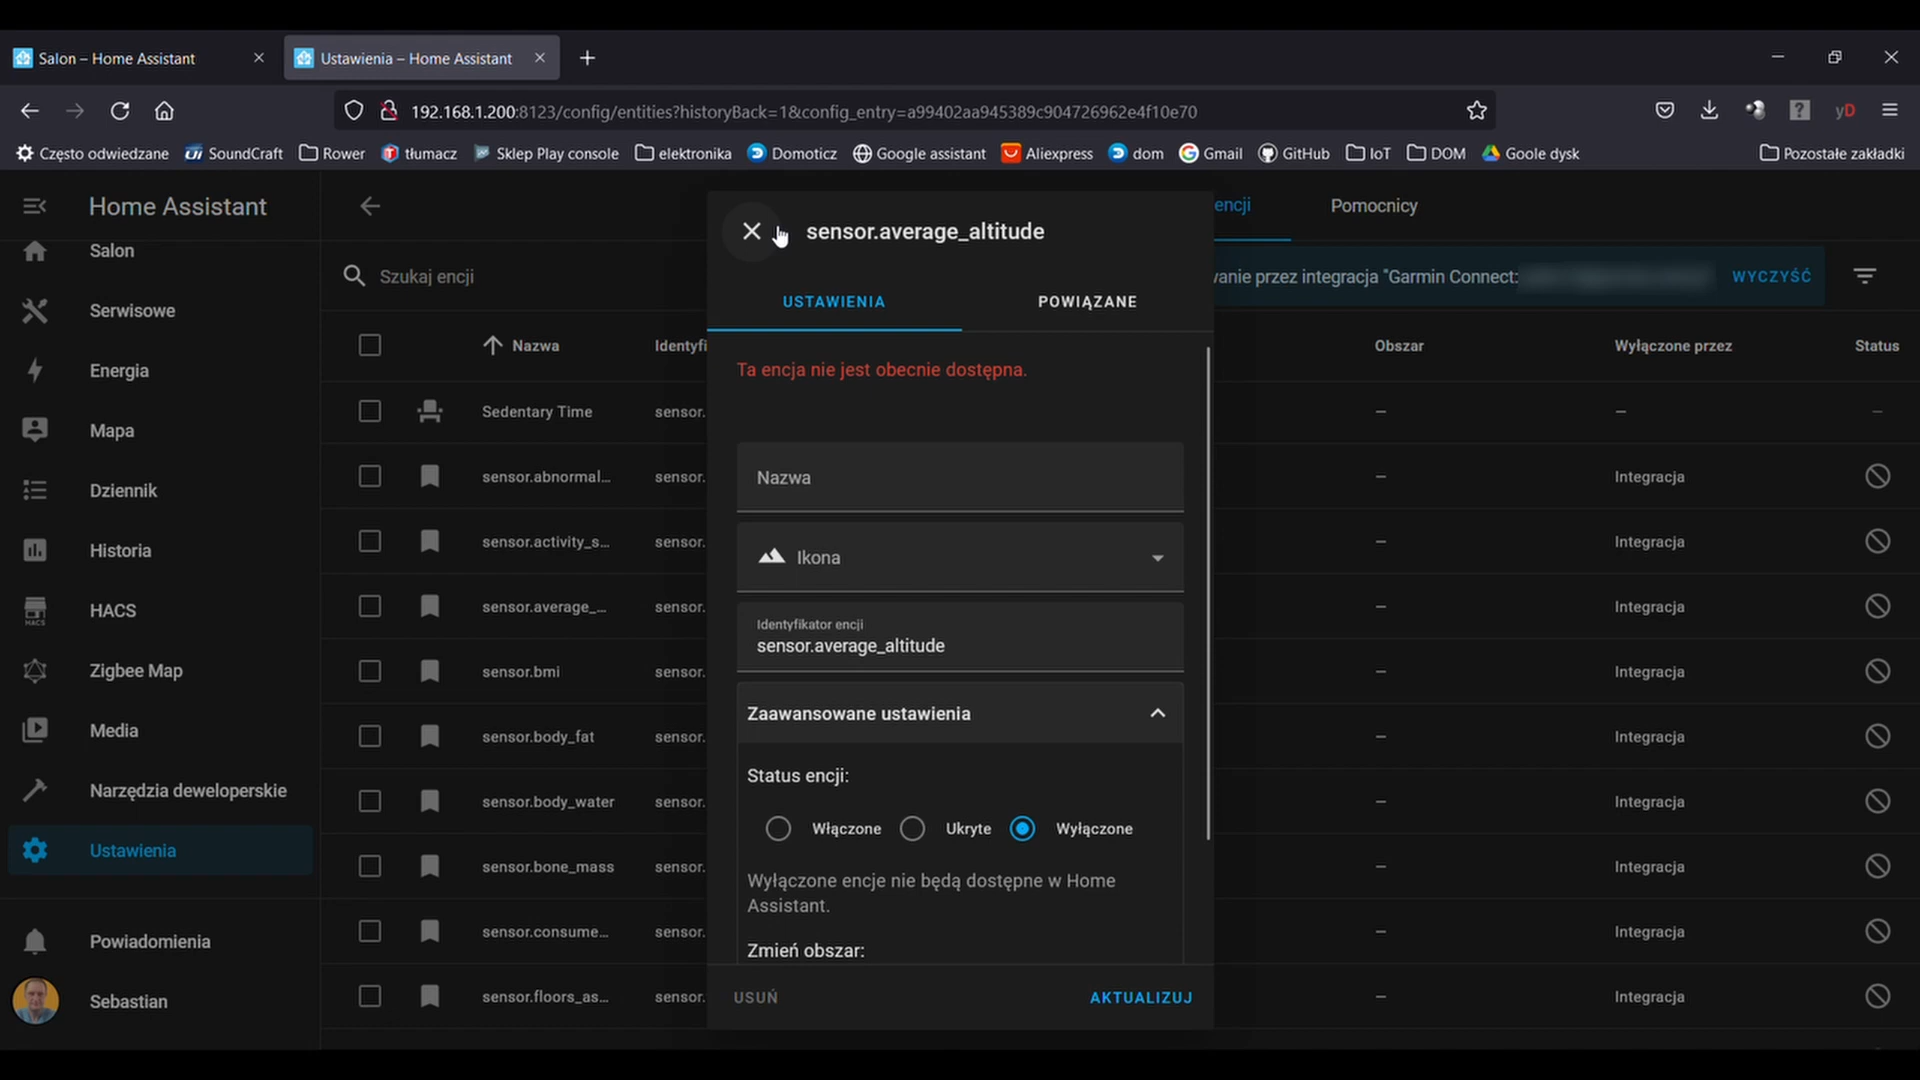 Salon – Home Assistant
Ustawienia – Home Assistant
192.168.1.200:8123/config/entities?historyBack=1&config_entry=a99402aa945389c904726962e4f10e70
yD
Często odwiedzane
SoundCraft
Rower
tłumacz
Sklep Play console
elektronika
Domoticz
Google assistant
Aliexpress
dom
Gmail
GitHub
IoT
DOM
Goole dysk
Pozostałe zakładki
Home Assistant
Salon
Serwisowe
Energia
Mapa
Dziennik
Historia
HACS
HACS
Zigbee Map
Media
Narzędzia deweloperskie
Ustawienia
Powiadomienia
Sebastian
encji
Pomocnicy
Szukaj encji
wanie przez integracja "Garmin Connect:
WYCZYŚĆ
Nazwa
Identyfi
Obszar
Wyłączone przez
Status
Sedentary Time
sensor.
–
–
–
sensor.abnormal...
sensor.
–
Integracja
sensor.activity_s...
sensor.
–
Integracja
sensor.average_...
sensor.
–
Integracja
sensor.bmi
sensor.
–
Integracja
sensor.body_fat
sensor.
–
Integracja
sensor.body_water
sensor.
–
Integracja
sensor.bone_mass
sensor.
–
Integracja
sensor.consume...
sensor.
–
Integracja
sensor.floors_as...
sensor.
–
Integracja
sensor.average_altitude
USTAWIENIA
POWIĄZANE
Ta encja nie jest obecnie dostępna.
Nazwa
Ikona
Identyfikator encji
sensor.average_altitude
Zaawansowane ustawienia
Status encji:
Włączone
Ukryte
Wyłączone
Wyłączone encje nie będą dostępne w Home
Assistant.
Zmień obszar:
USUŃ
AKTUALIZUJ